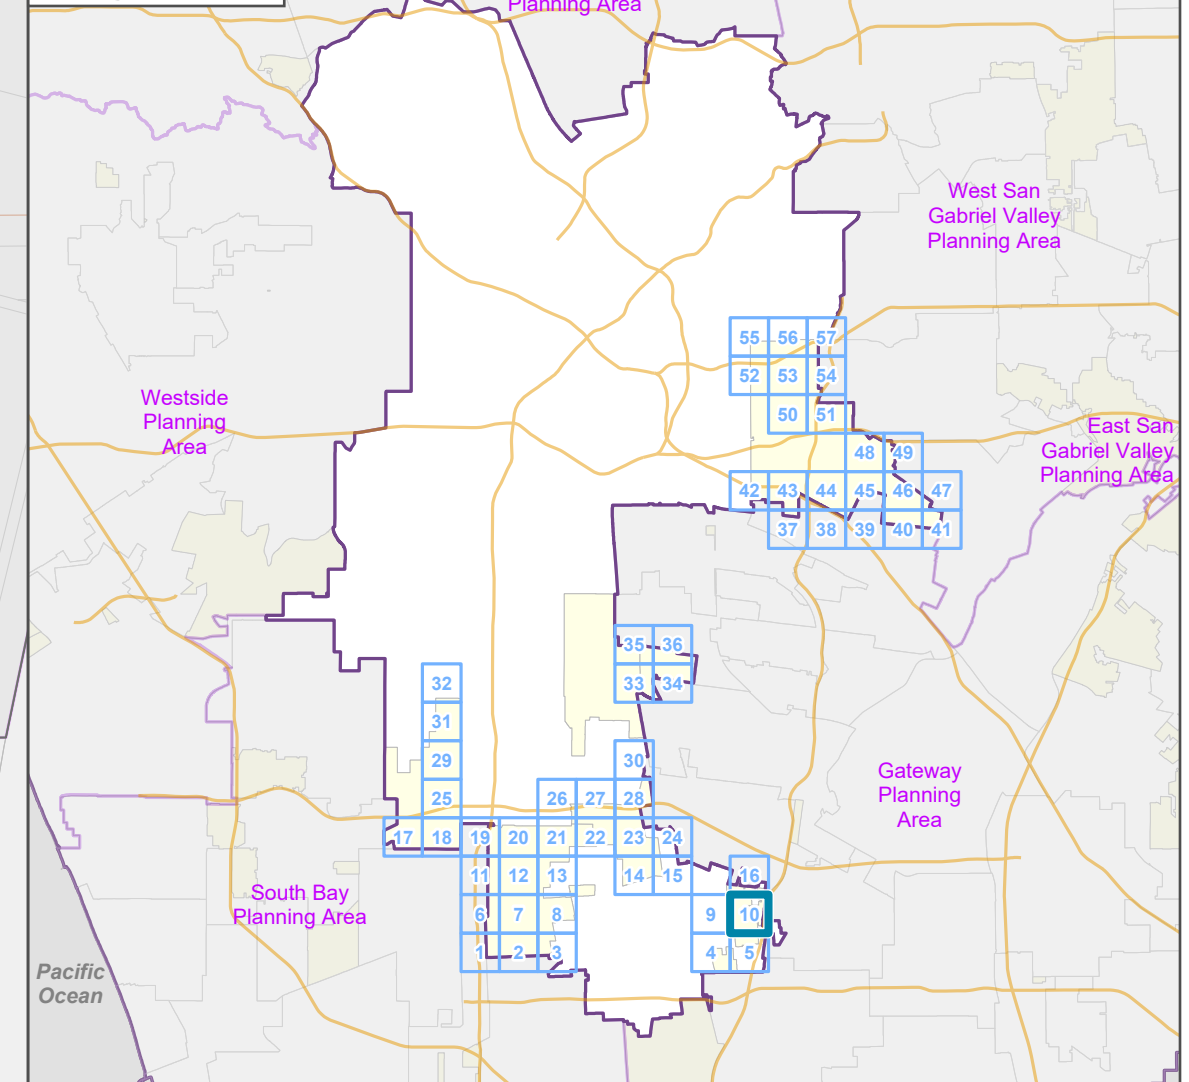 Planning Area
West San
Gabriel Valley
Planning Area
55 56 57
Westside
Planning
Area
52 53 54
50 51
East San
Gabriel Valley
Planning Area
48 49
42 43 44 45 46 47
37 38 39 40 41
35 36
33 34
32
31
29
30
25
26 27 28
Gateway
Planning
Area
17 18 19 20 21 22 23 24
11 12 13
14 15
16
South Bay
Planning Area
6 7 8
9 10
1 2 3
4 5
Pacific
Ocean